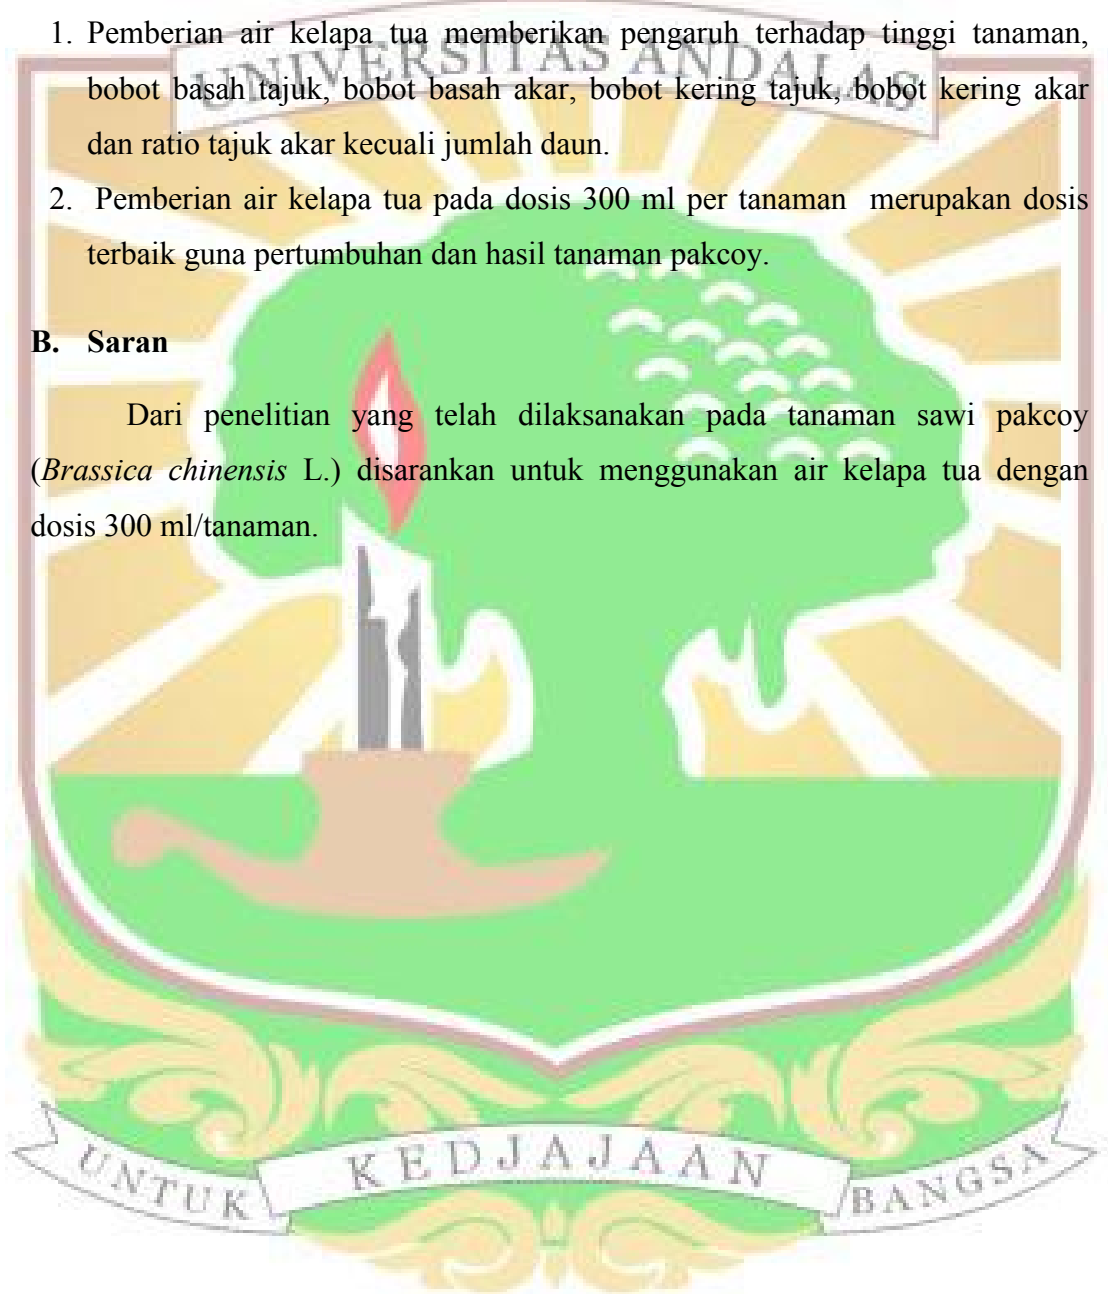 1. Pemberian air kelapa tua memberikan pengaruh terhadap tinggi tanaman,
UNIVERSITAS ANDALAS
bobot basah tajuk, bobot basah akar, bobot kering tajuk, bobot kering akar
dan ratio tajuk akar kecuali jumlah daun.
2. Pemberian air kelapa tua pada dosis 300 ml per tanaman merupakan dosis
terbaik guna pertumbuhan dan hasil tanaman pakcoy.
B. Saran
Dari penelitian yang telah dilaksanakan pada tanaman sawi pakcoy
(Brassica chinensis L.) disarankan untuk menggunakan air kelapa tua dengan
dosis 300 ml/tanaman.
UNTUK KEDJAJAAN BANGSA